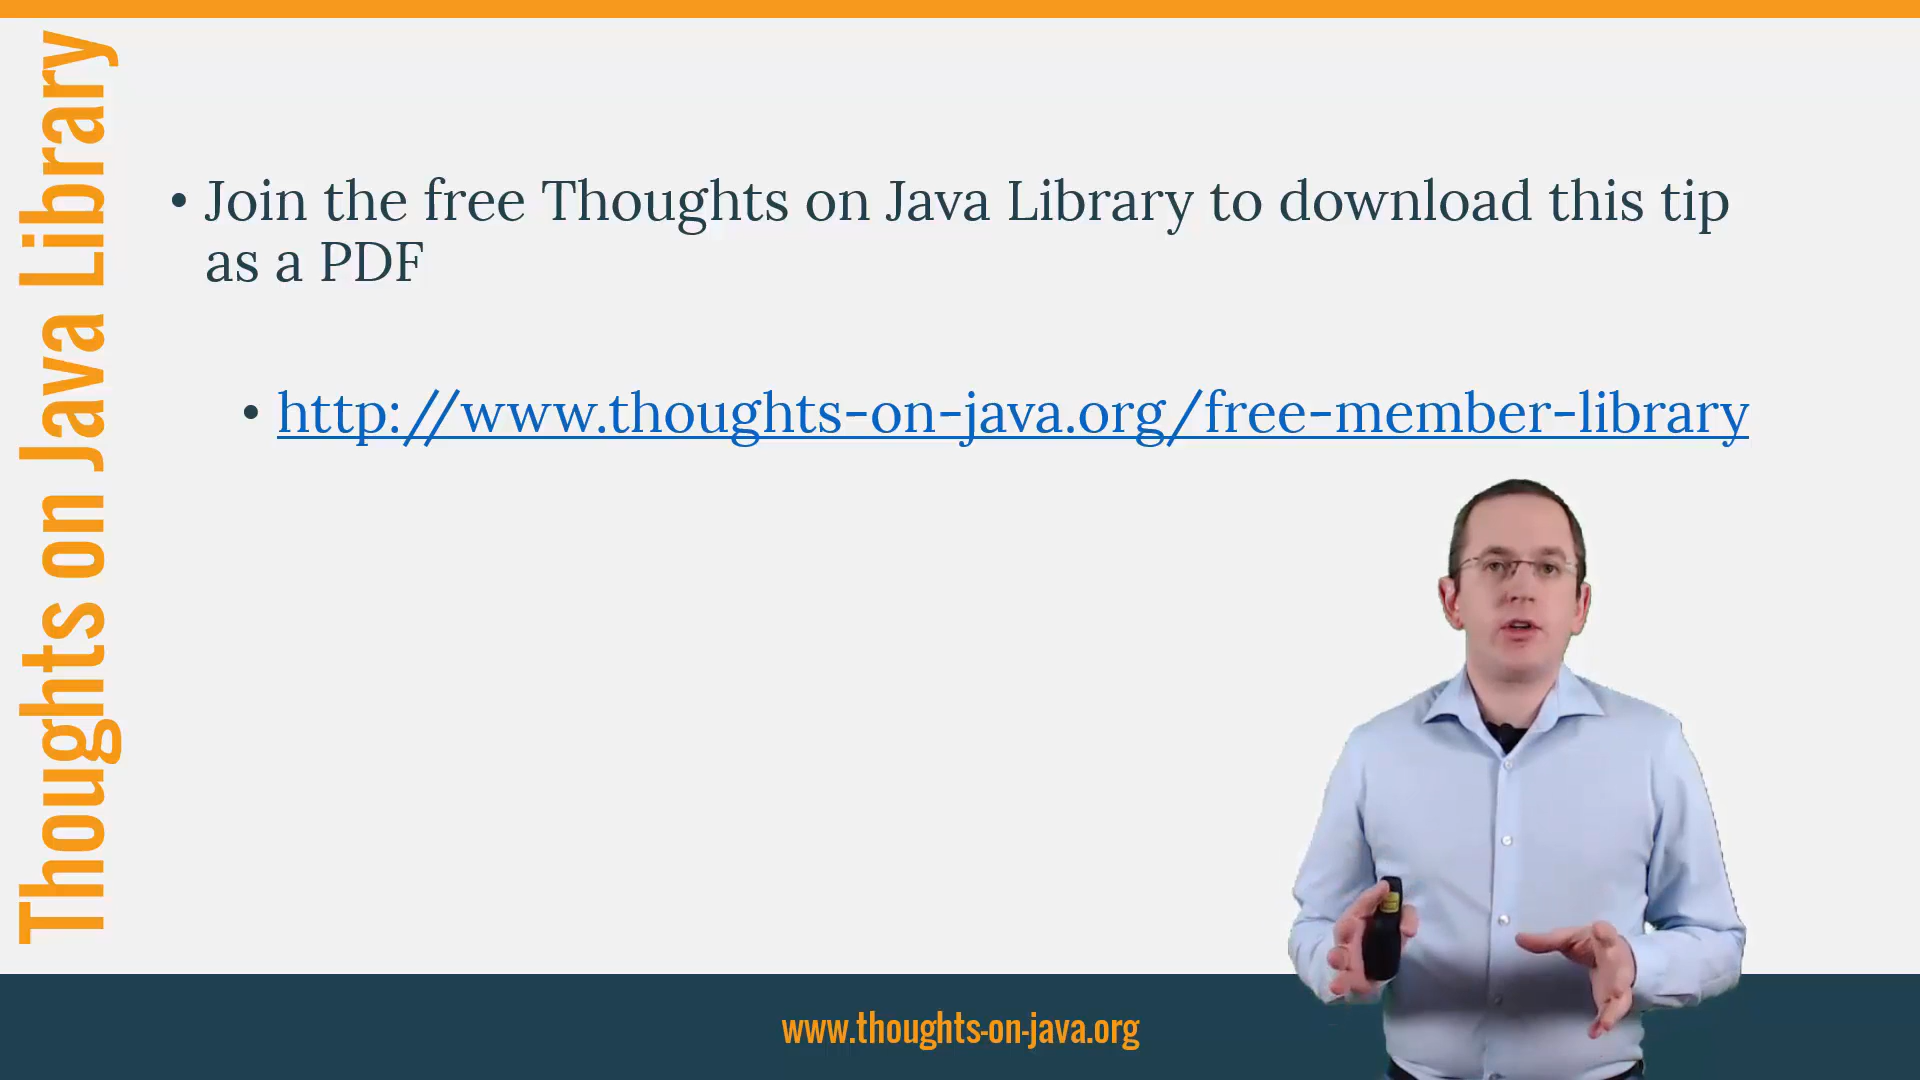 Thoughts on Java Library
• Join the free Thoughts on Java Library to download this tip
as a PDF
• http://www.thoughts-on-java.org/free-member-library
www.thoughts-on-java.org